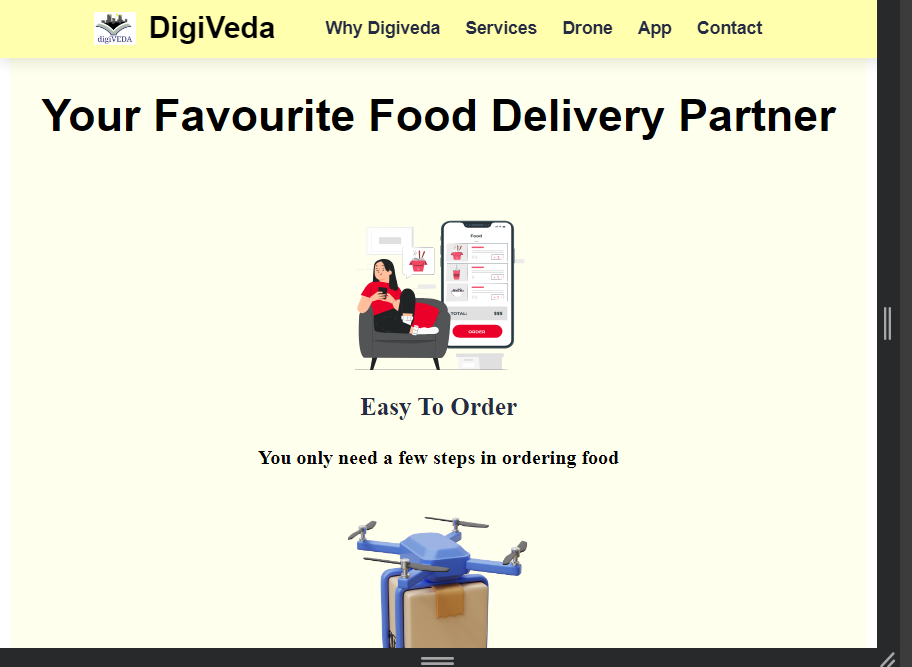 digiVEDA
DigiVeda
Why Digiveda
Services
Drone
App
Contact
Your Favourite Food Delivery Partner
Food
TOTAL: $99
ORDER
Easy To Order
You only need a few steps in ordering food